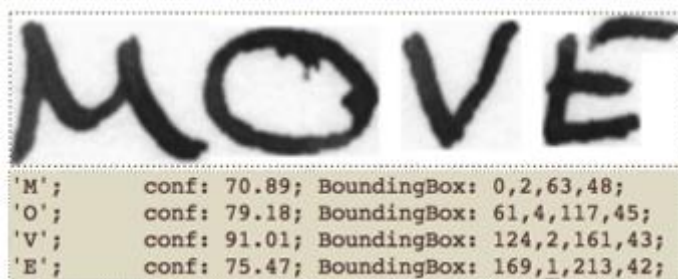 MOVE
'M'; conf: 70.89; BoundingBox: 0,2,63,48;
'O'; conf: 79.18; BoundingBox: 61,4,117,45;
'V'; conf: 91.01; BoundingBox: 124,2,161,43;
'E'; conf: 75.47; BoundingBox: 169,1,213,42;